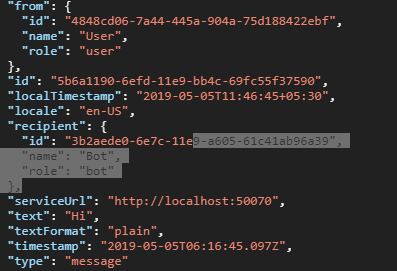 "from": {
"id": "4848cd06-7a44-445a-904a-75d188422ebf",
"name": "User",
"role": "user"
},
"id": "5b6a1190-6efd-11e9-bb4c-69fc55f37590",
"localTimestamp": "2019-05-05T11:46:45+05:30",
"locale": "en-US",
"recipient": {
"id": "3b2aede0-6e7c-11e9-a605-61c41ab96a39",
"name": "Bot",
"role": "bot"
},
"serviceUrl": "http://localhost:50070",
"text": "Hi",
"textFormat": "plain",
"timestamp": "2019-05-05T06:16:45.097Z",
"type": "message"